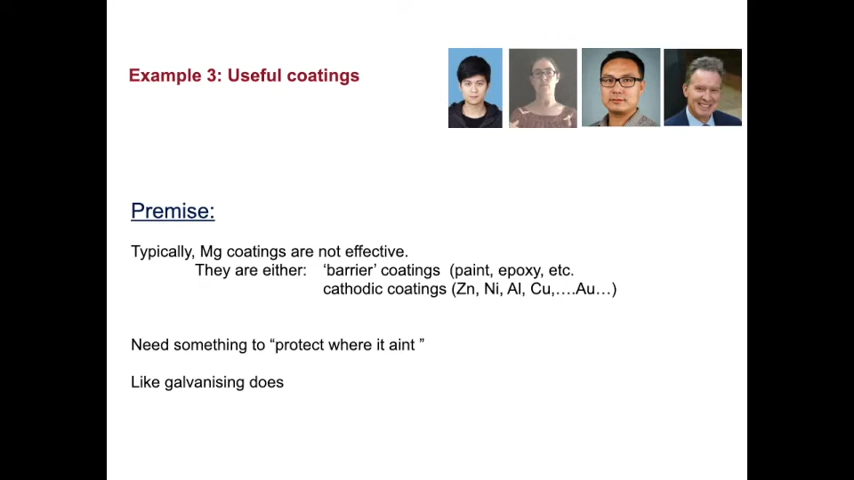 Example 3: Useful coatings
Premise:
Typically, Mg coatings are not effective.
They are either: ‘barrier’ coatings (paint, epoxy, etc.
cathodic coatings (Zn, Ni, Al, Cu,….Au…)
Need something to “protect where it aint ”
Like galvanising does